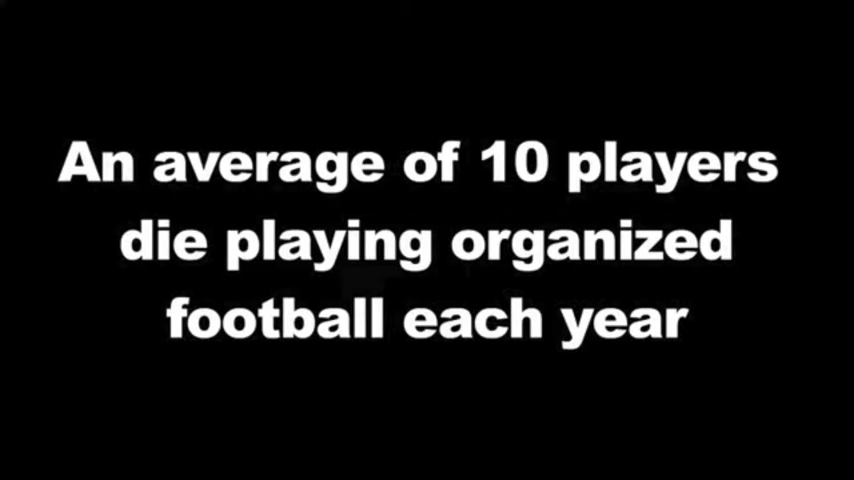 An average of 10 players
die playing organized
football each year